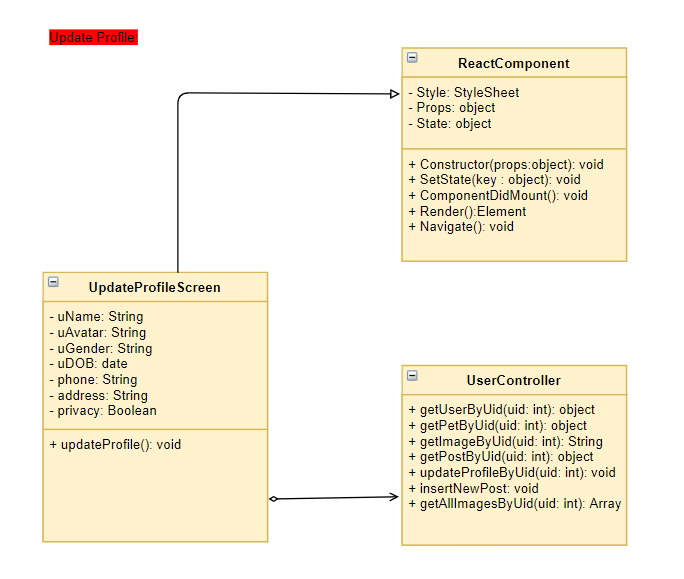 Update Profile:
ReactComponent
- Style: StyleSheet
- Props: object
- State: object
+ Constructor(props:object): void
+ SetState(key : object): void
+ ComponentDidMount(): void
+ Render():Element
+ Navigate(): void
UpdateProfileScreen
- uName: String
- uAvatar: String
- uGender: String
- uDOB: date
- phone: String
- address: String
- privacy: Boolean
+ updateProfile(): void
UserController
+ getUserByUid(uid: int): object
+ getPetByUid(uid: int): object
+ getImageByUid(uid: int): String
+ getPostByUid(uid: int): object
+ updateProfileByUid(uid: int): void
+ insertNewPost: void
+ getAllImagesByUid(uid: int): Array